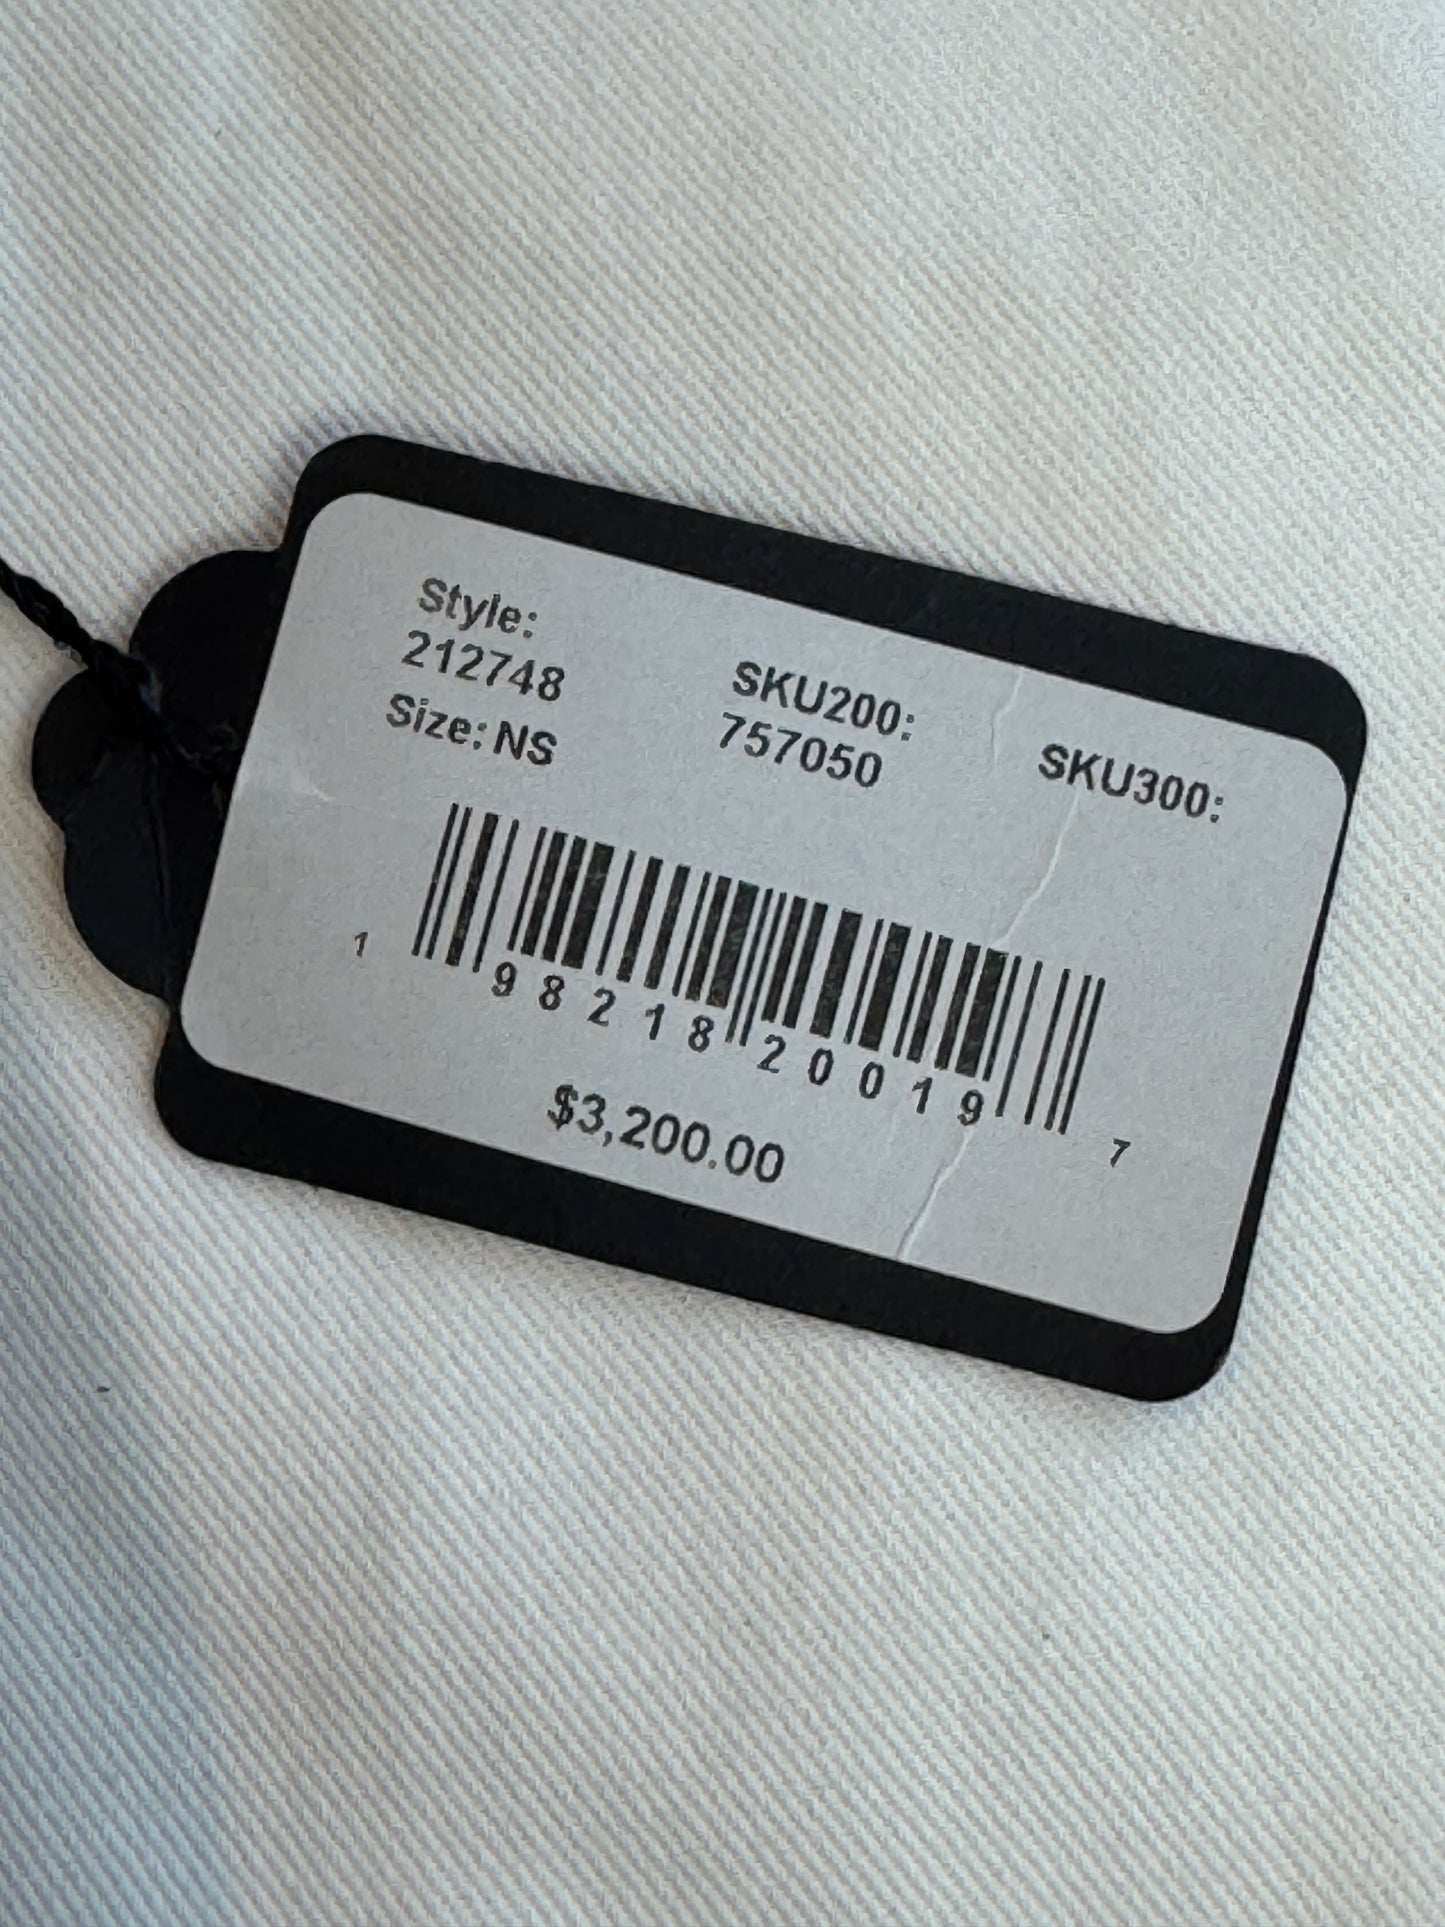 Style:
212748
Size: NS
SKU200:
757050
SKU300:
1 98218 20019 7
$3,200.00